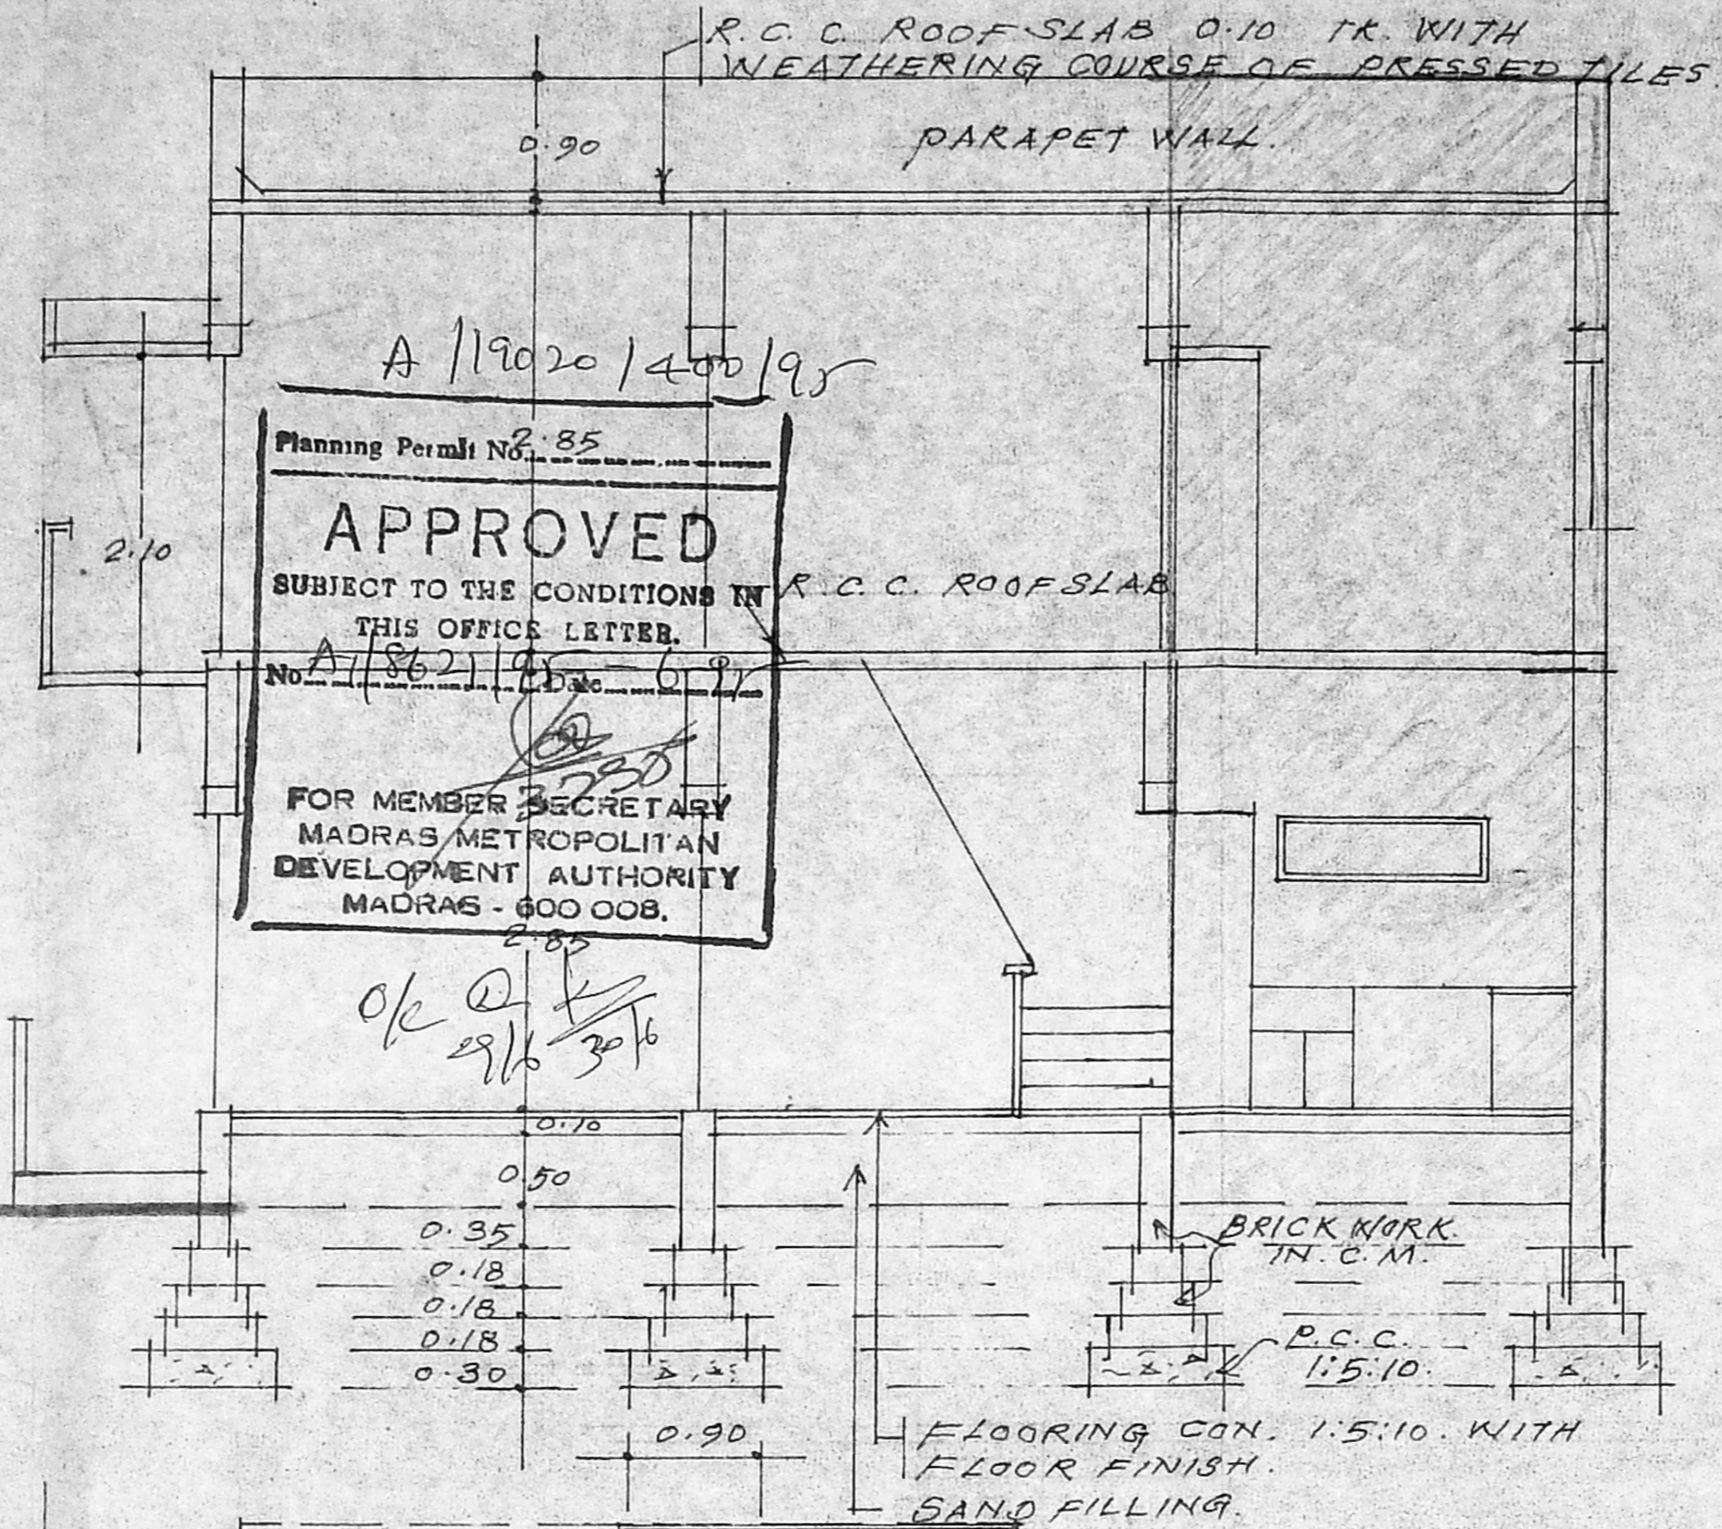 R.C.C. ROOF SLAB 0.10 TK. WITH
WEATHERING COURSE OF PRESSED TILES
0.90
PARAPET WALL.
A /19020 /400/95
Planning Permit No. 2.85
APPROVED
SUBJECT TO THE CONDITIONS IN
THIS OFFICE LETTER.
2.10
R.C.C. ROOF SLAB
No. Date
FOR MEMBER SECRETARY
MADRAS METROPOLITAN
DEVELOPMENT AUTHORITY
MADRAS - 600 008.
2.85
O/c
29/6 30/6
0.10
0.50
0.35
0.18
0.18
0.18
0.30
BRICK WORK.
IN. C.M.
P.C.C.
1:5:10.
0.90
FLOORING CON. 1:5:10. WITH
FLOOR FINISH.
SAND FILLING.